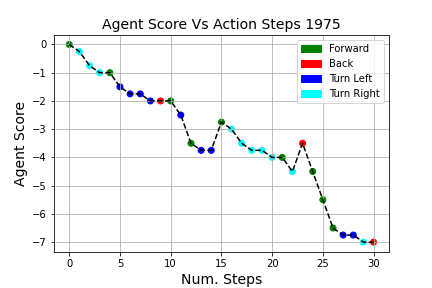 Agent Score Vs Action Steps 1975
Forward
Back
Turn Left
Turn Right
Agent Score
0
−1
−2
−3
−4
−5
−6
−7
0 5 10 15 20 25 30
Num. Steps